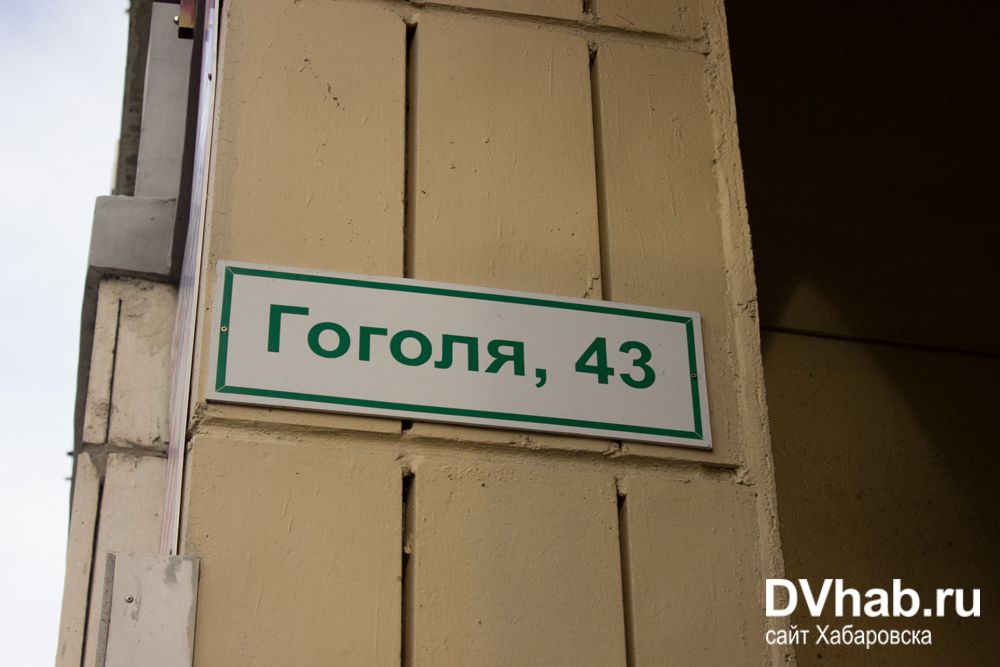 Гоголя, 43
DVhab.ru
сайт Хабаровска